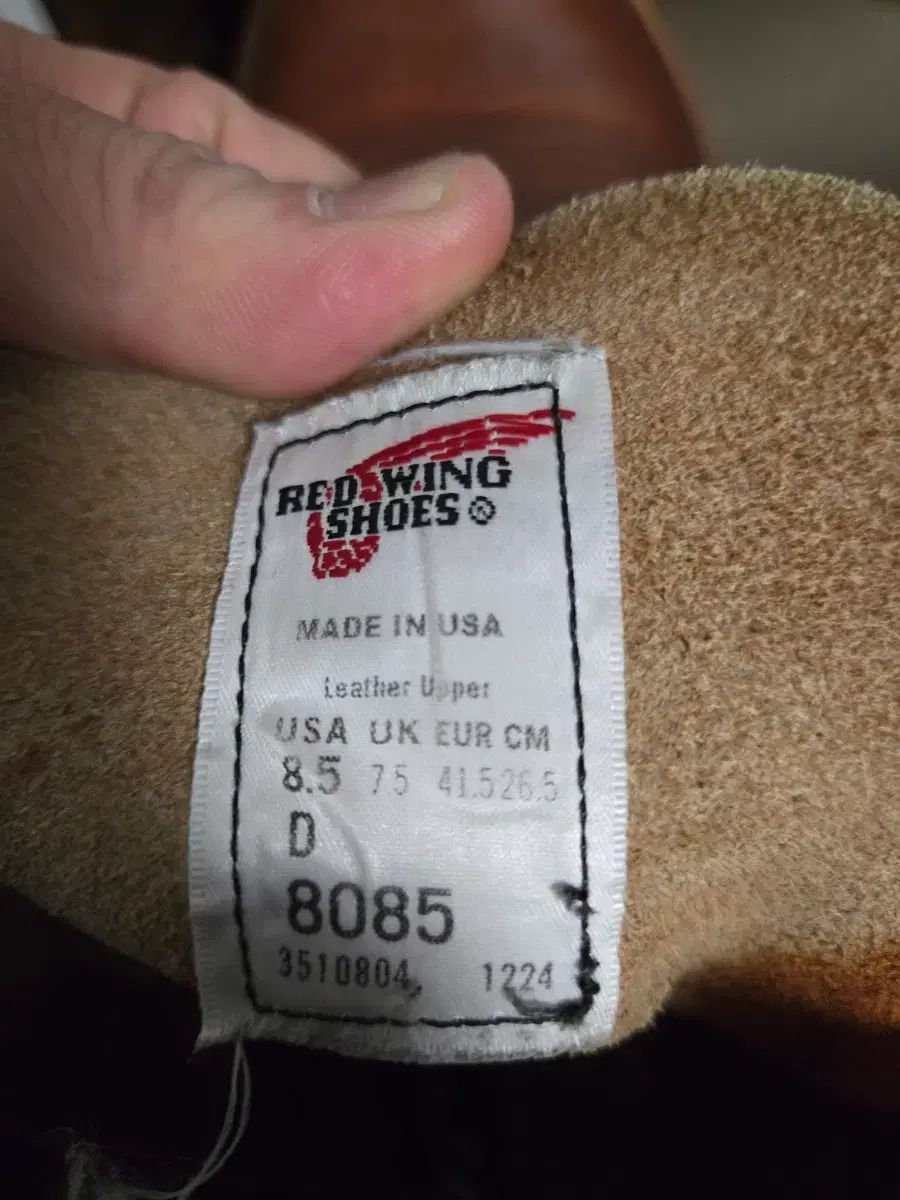 RED WING
SHOES ®
MADE IN USA
Leather Upper
USA UK EUR CM
8.5 7.5 41.5 26.5
D
8085
3510804, 1224